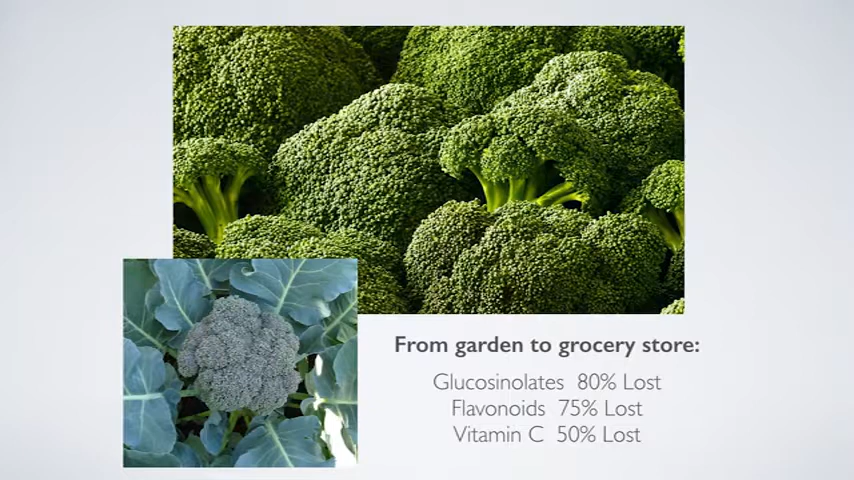 From garden to grocery store:
Glucosinolates 80% Lost
Flavonoids 75% Lost
Vitamin C 50% Lost